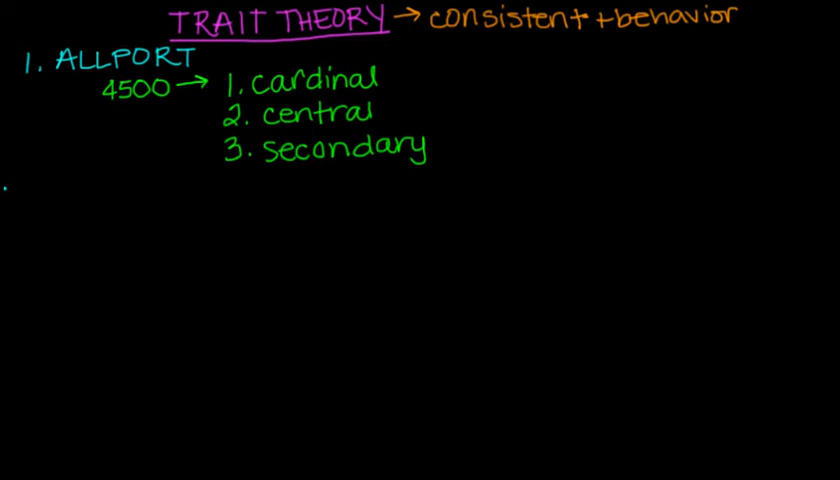 TRAIT THEORY → consistent + behavior
1. ALLPORT
4500 → 1. cardinal
2. central
3. secondary